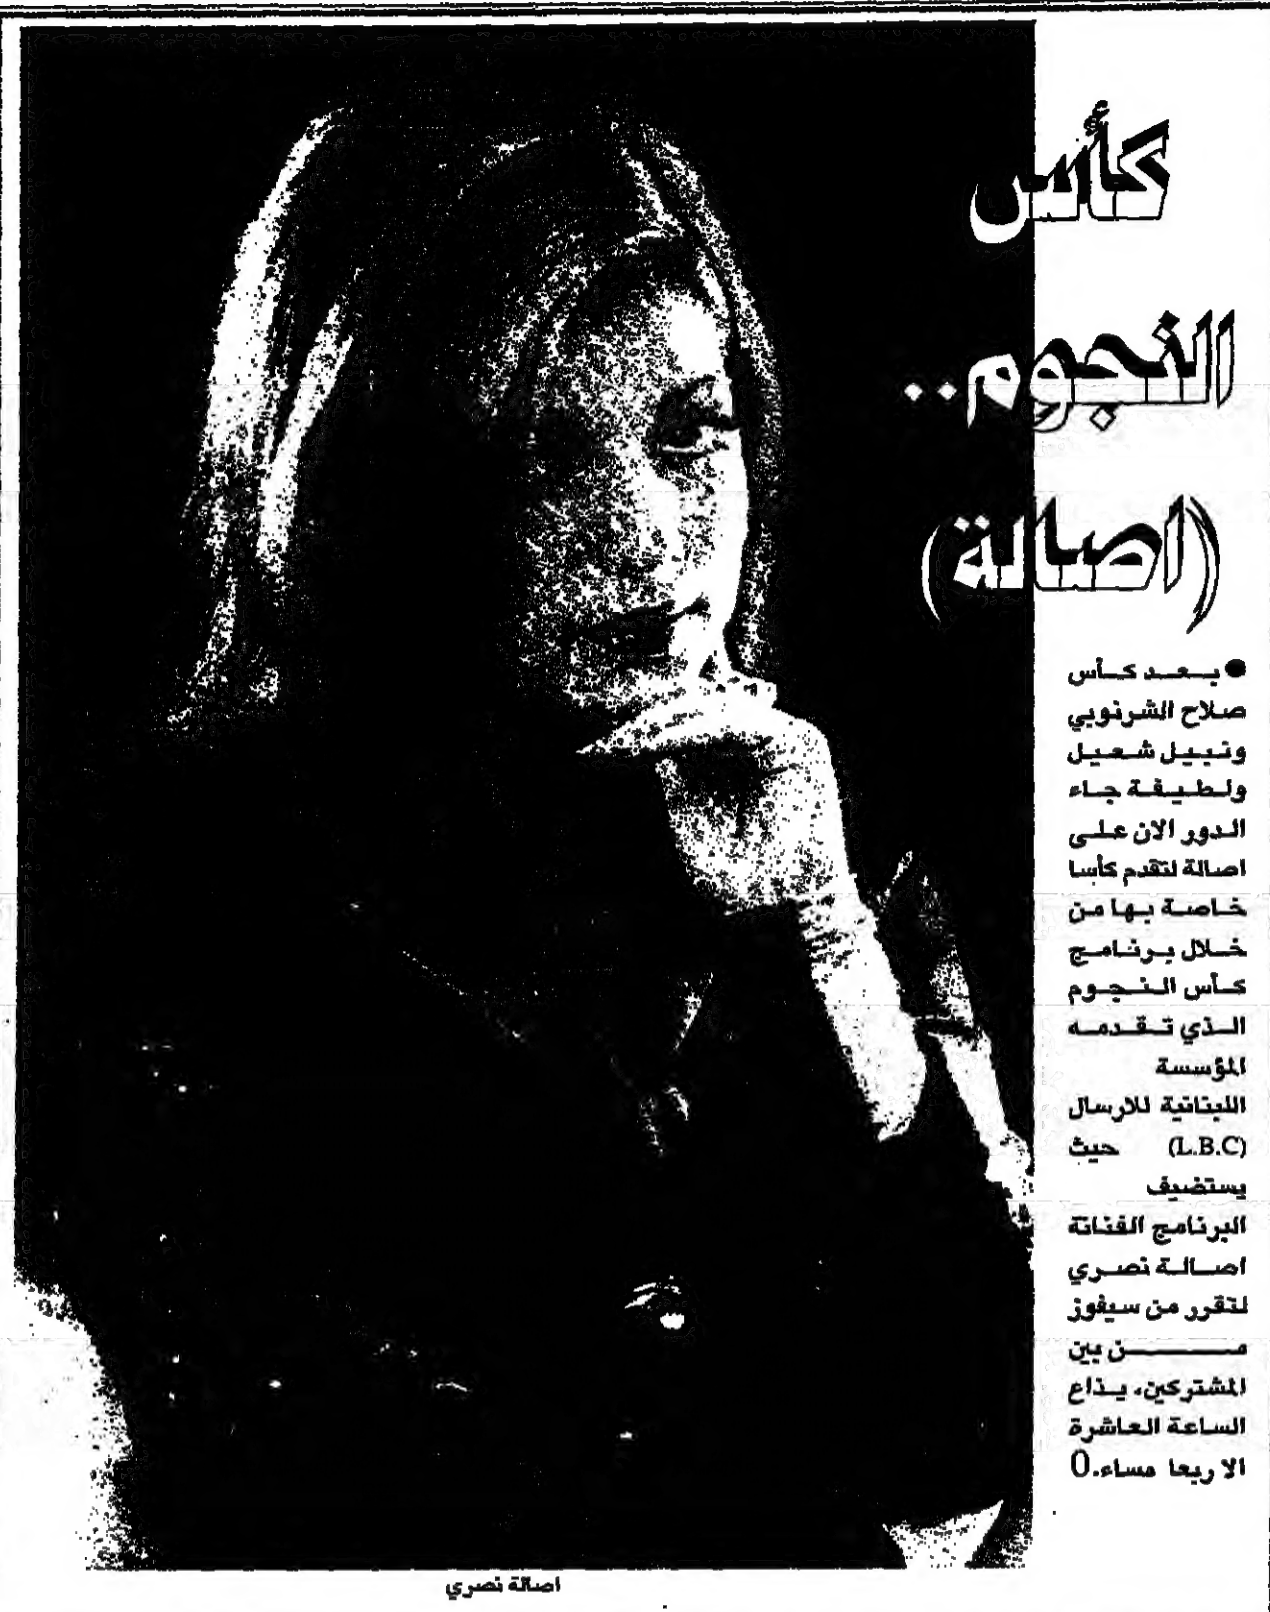 كأس
النجوم..
(اصالة)
● بعد كأس
صلاح الشرنوبي
ونبيل شعيل
ولطيفة جاء
الدور الان على
اصالة لتقدم كأسا
خاصة بها من
خلال برنامج
كأس النجوم
الذي تقدمه
المؤسسة
اللبنانية للارسال
(L.B.C) حيث
يستضيف
البرنامج الفنانة
اصالة نصري
لتقرر من سيفوز
من بين
المشتركين، يذاع
الساعة العاشرة
الاربعا مساء.0
اصالة نصري